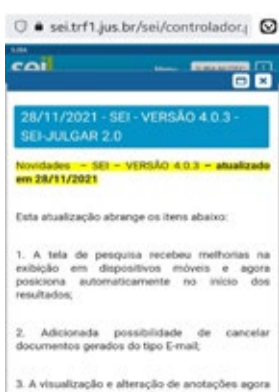 sei.trf1.jus.br/sei/controlador.
sei
28/11/2021 - SEI - VERSÃO 4.0.3 -
SEI-JULGAR 2.0
Novidades - SEI - VERSÃO 4.0.3 - atualizado
em 28/11/2021
Esta atualização abrange os itens abaixo:
1. A tela de pesquisa recebeu melhorias na
exibição em dispositivos móveis e agora
posiciona automaticamente no início dos
resultados;
2. Adicionada possibilidade de cancelar
documentos gerados do tipo E-mail;
3. A visualização e alteração de anotações agora